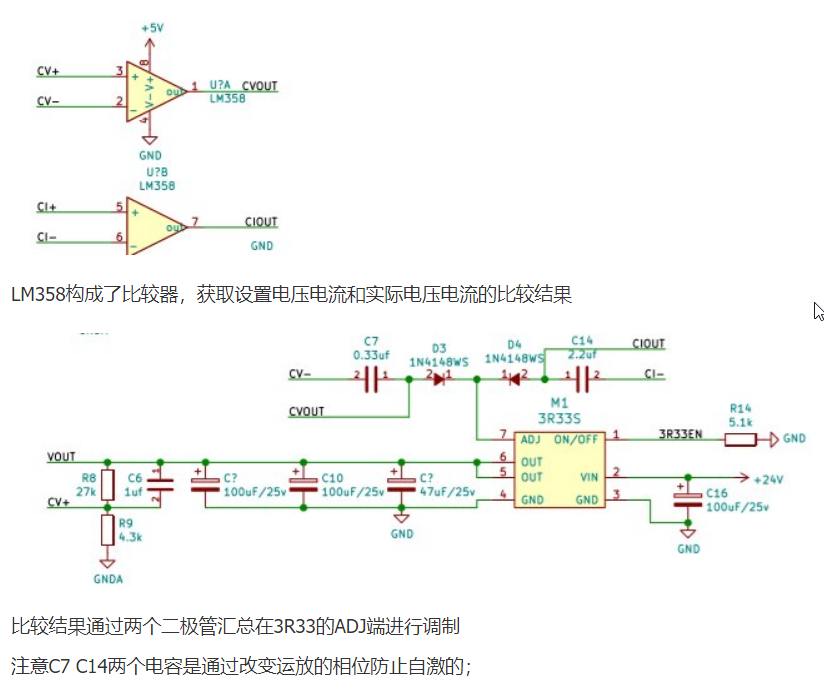 +5V
CV+ 3 + 8 V+ out 1 U?A CVOUT
CV- 2 - V- 4 LM358
GND
U?B
LM358
CI+ 5 + out 7 CIOUT
CI- 6 - GND
LM358构成了比较器，获取设置电压电流和实际电压电流的比较结果
C7 D3 D4 C14 CIOUT
0.33uf 1N4148WS 1N4148WS 2.2uf
CV- 2 1 2 1 1 2 1 2 CI-
CVOUT
M1
3R33S
R14
5.1k
7 ADJ ON/OFF 1 3R33EN GND
VOUT 6 OUT
5 OUT VIN 2 +24V
4 GND GND 3
R8
27k
C6
1uf
1
2
+ C?
100uF/25v
+ C10
100uF/25v
+ C?
47uF/25v
+ C16
100uF/25v
CV+
R9
4.3k
GND
GND
GNDA
比较结果通过两个二极管汇总在3R33的ADJ端进行调制
注意C7 C14两个电容是通过改变运放的相位防止自激的；